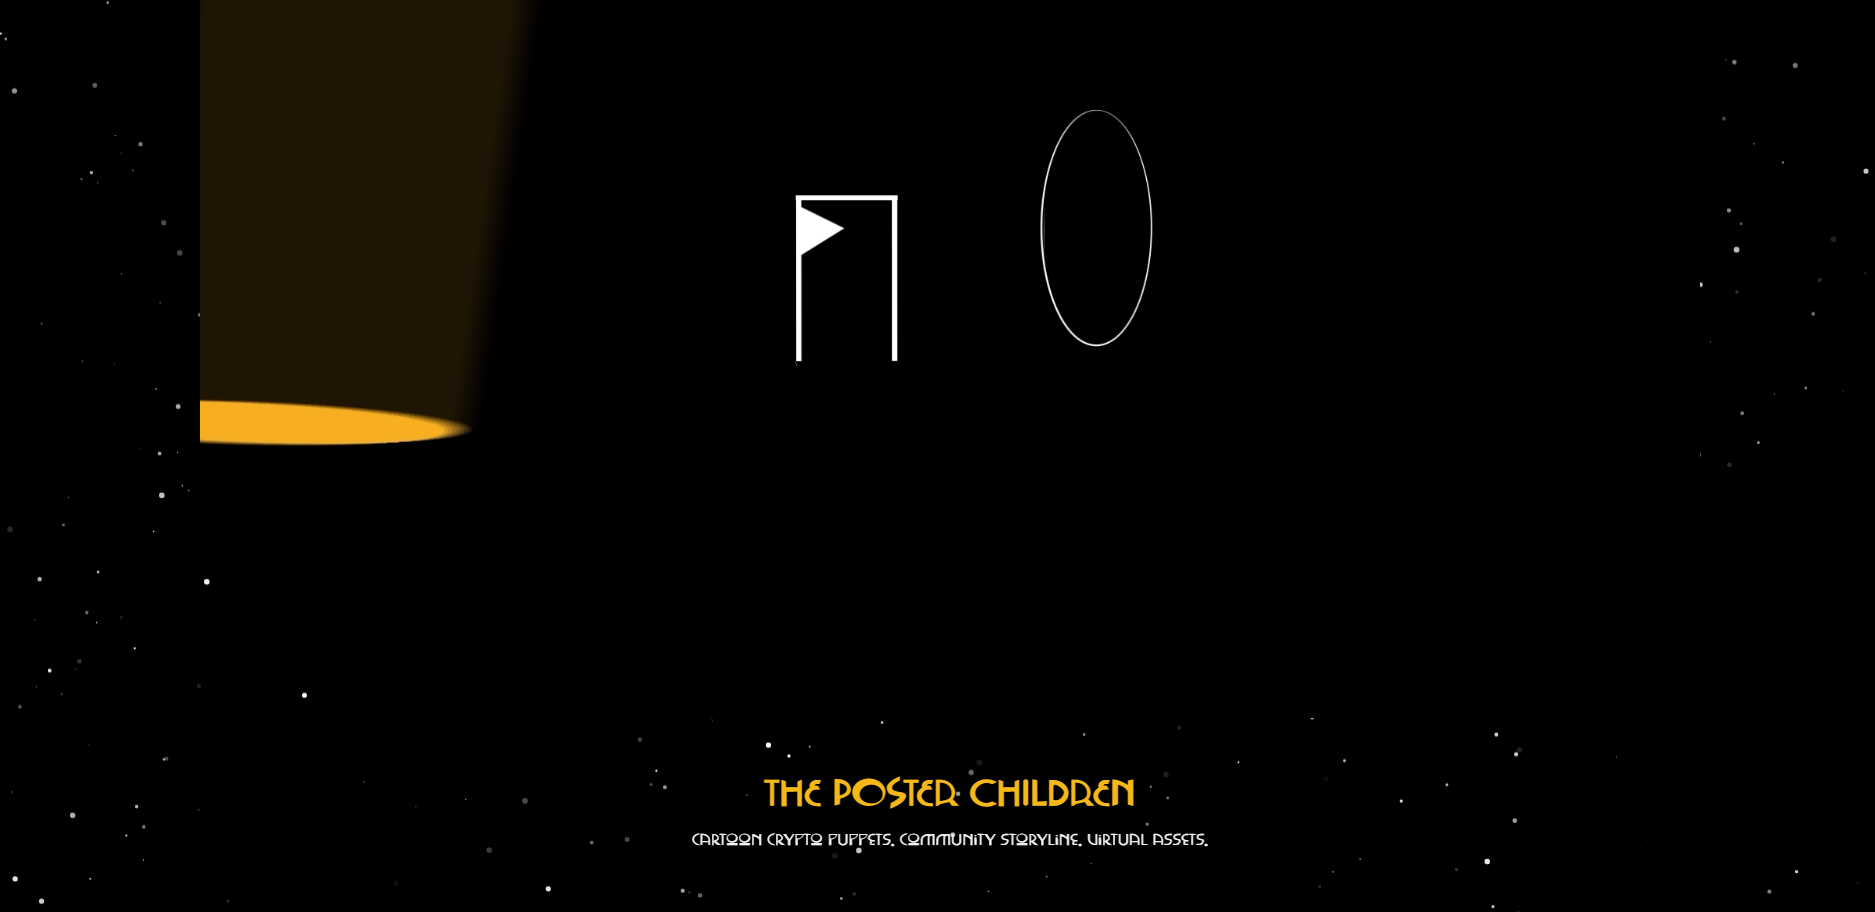 THE POSTER CHILDREN
CARTOON CRYPTO PUPPETS. COMMUNITY STORYLINE. VIRTUAL ASSETS.